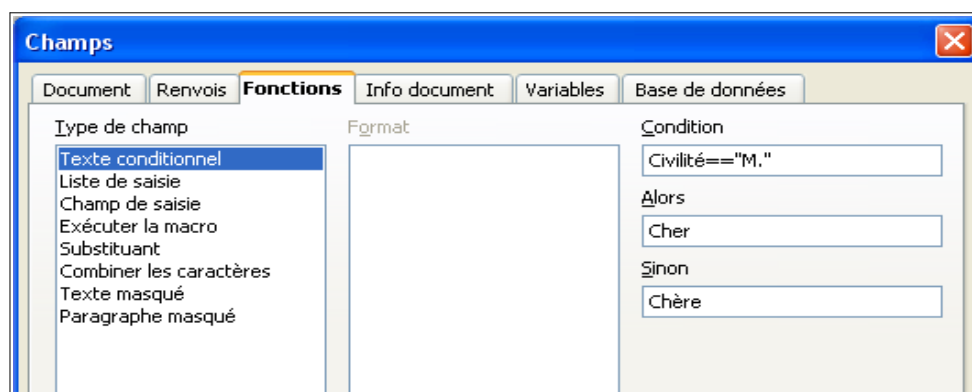 Champs
Document Renvois Fonctions Info document Variables Base de données
Type de champ
Texte conditionnel
Liste de saisie
Champ de saisie
Exécuter la macro
Substituant
Combiner les caractères
Texte masqué
Paragraphe masqué
Format
Condition
Civilité=="M."
Alors
Cher
Sinon
Chère